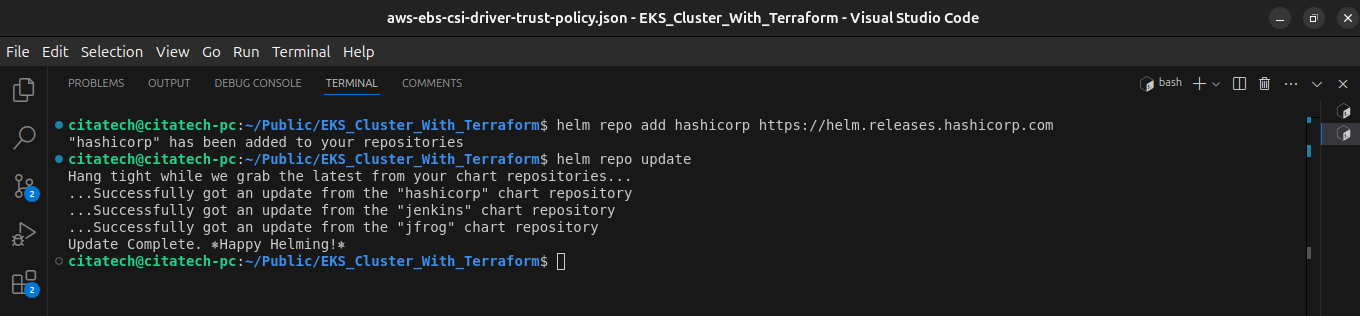 aws-ebs-csi-driver-trust-policy.json - EKS_Cluster_With_Terraform - Visual Studio Code
File Edit Selection View Go Run Terminal Help
PROBLEMS OUTPUT DEBUG CONSOLE TERMINAL COMMENTS bash
citatech@citatech-pc:~/Public/EKS_Cluster_With_Terraform$ helm repo add hashicorp https://helm.releases.hashicorp.com
"hashicorp" has been added to your repositories
citatech@citatech-pc:~/Public/EKS_Cluster_With_Terraform$ helm repo update
Hang tight while we grab the latest from your chart repositories...
...Successfully got an update from the "hashicorp" chart repository
...Successfully got an update from the "jenkins" chart repository
...Successfully got an update from the "jfrog" chart repository
Update Complete. ⎈Happy Helming!⎈
citatech@citatech-pc:~/Public/EKS_Cluster_With_Terraform$
2
2